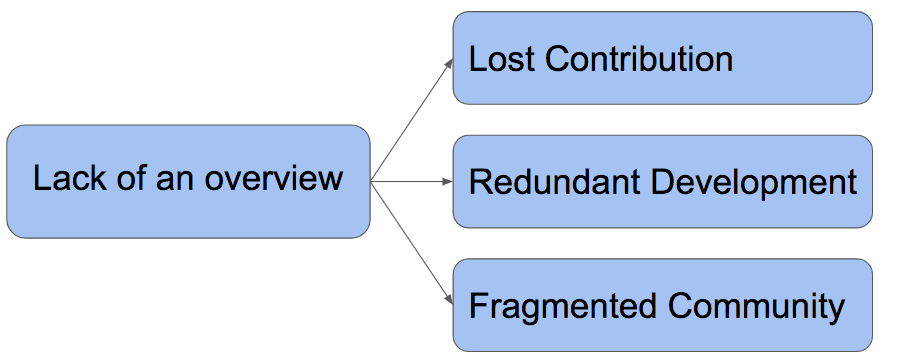 Lack of an overview
Lost Contribution
Redundant Development
Fragmented Community